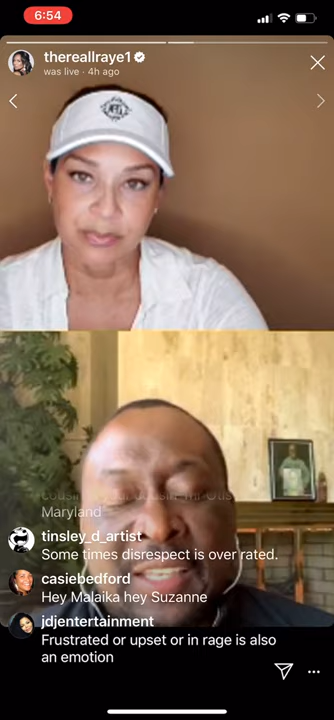 6:54
thereallraye1
was live · 4h ago
Maryland
tinsley_d_artist
Some times disrespect is over rated.
casiebedford
Hey Malaika hey Suzanne
jdjentertainment
Frustrated or upset or in rage is also
an emotion